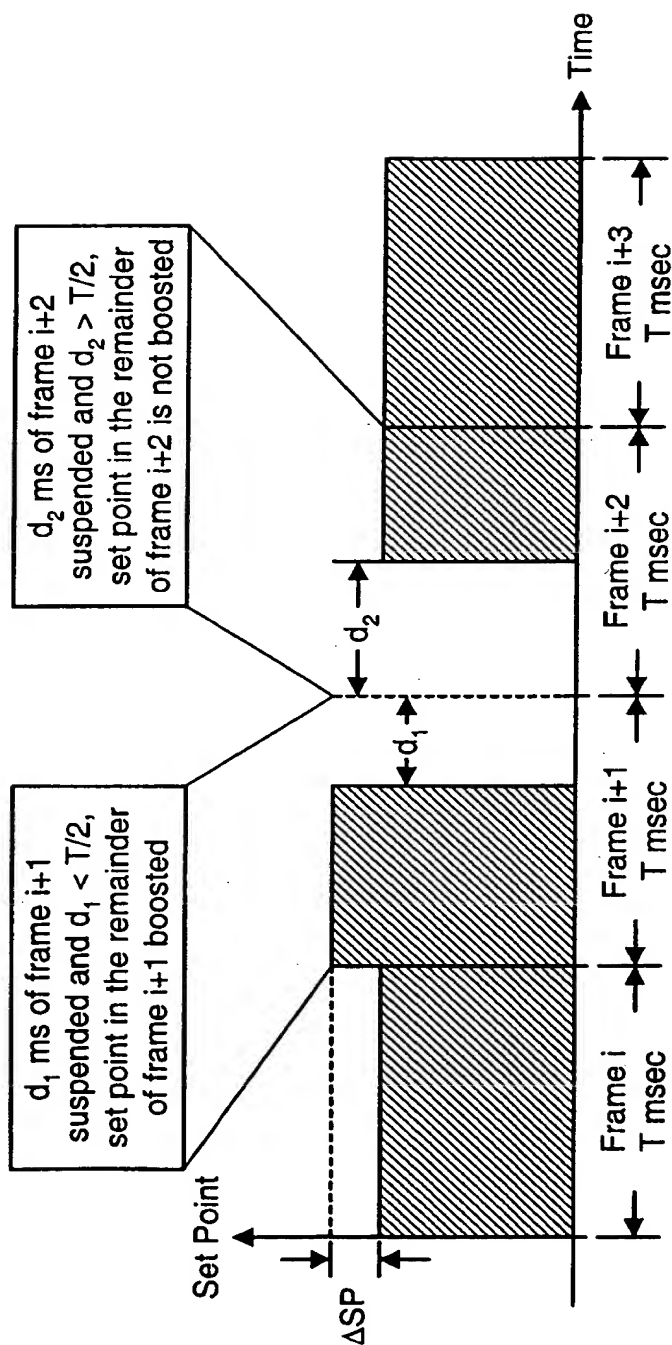 d1 ms of frame i+1
suspended and d1 < T/2,
set point in the remainder
of frame i+1 boosted
d2 ms of frame i+2
suspended and d2 > T/2,
set point in the remainder
of frame i+2 is not boosted
Set Point
ΔSP
d1
d2
Time
Frame i
T msec
Frame i+1
T msec
Frame i+2
T msec
Frame i+3
T msec